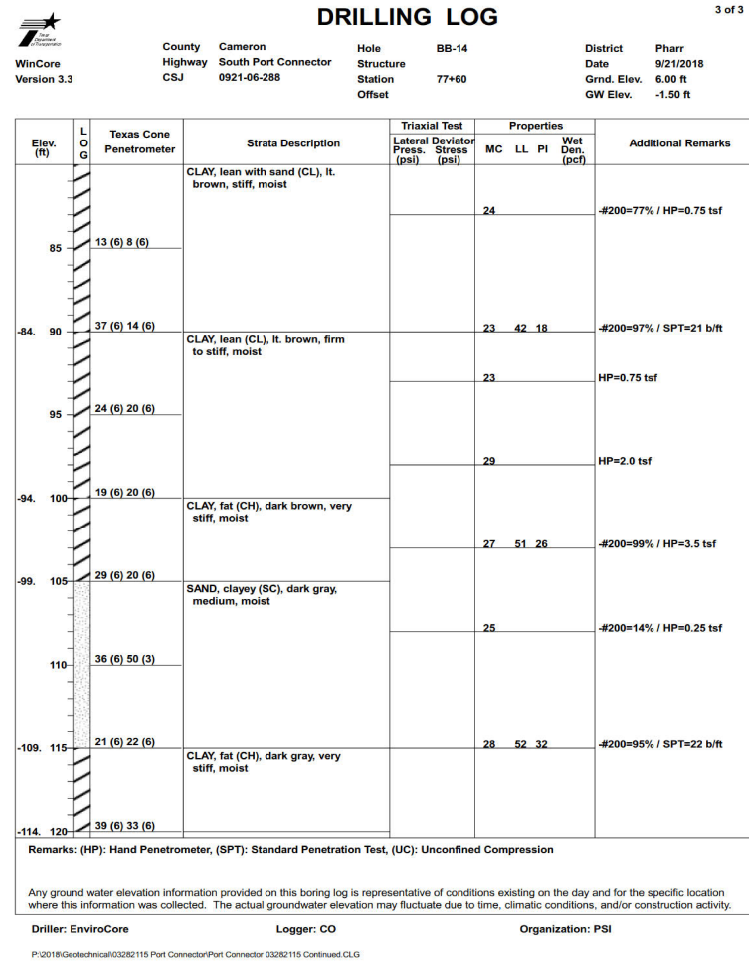 DRILLING LOG
3 of 3
Texas
Department
of Transportation
WinCore
Version 3.3
County Cameron
Highway South Port Connector
CSJ 0921-06-288
Hole BB-14
Structure
Station 77+60
Offset
District Pharr
Date 9/21/2018
Grnd. Elev. 6.00 ft
GW Elev. -1.50 ft
Elev. (ft)
LOG
Texas Cone Penetrometer
Strata Description
Triaxial Test
Lateral Press. (psi)
Deviator Stress (psi)
Properties
MC LL PI Wet Den. (pcf)
Additional Remarks
CLAY, lean with sand (CL), lt.
brown, stiff, moist
24 -#200=77% / HP=0.75 tsf
85 13 (6) 8 (6)
-84. 90 37 (6) 14 (6) 23 42 18 -#200=97% / SPT=21 b/ft
CLAY, lean (CL), lt. brown, firm
to stiff, moist
23 HP=0.75 tsf
95 24 (6) 20 (6)
29 HP=2.0 tsf
-94. 100 19 (6) 20 (6)
CLAY, fat (CH), dark brown, very
stiff, moist
27 51 26 -#200=99% / HP=3.5 tsf
-99. 105 29 (6) 20 (6)
SAND, clayey (SC), dark gray,
medium, moist
25 -#200=14% / HP=0.25 tsf
110 36 (6) 50 (3)
-109. 115 21 (6) 22 (6) 28 52 32 -#200=95% / SPT=22 b/ft
CLAY, fat (CH), dark gray, very
stiff, moist
-114. 120 39 (6) 33 (6)
Remarks: (HP): Hand Penetrometer, (SPT): Standard Penetration Test, (UC): Unconfined Compression
Any ground water elevation information provided on this boring log is representative of conditions existing on the day and for the specific location
where this information was collected. The actual groundwater elevation may fluctuate due to time, climatic conditions, and/or construction activity.
Driller: EnviroCore
Logger: CO
Organization: PSI
P:\2018\Geotechnical\03282115 Port Connector\Port Connector 03282115 Continued.CLG